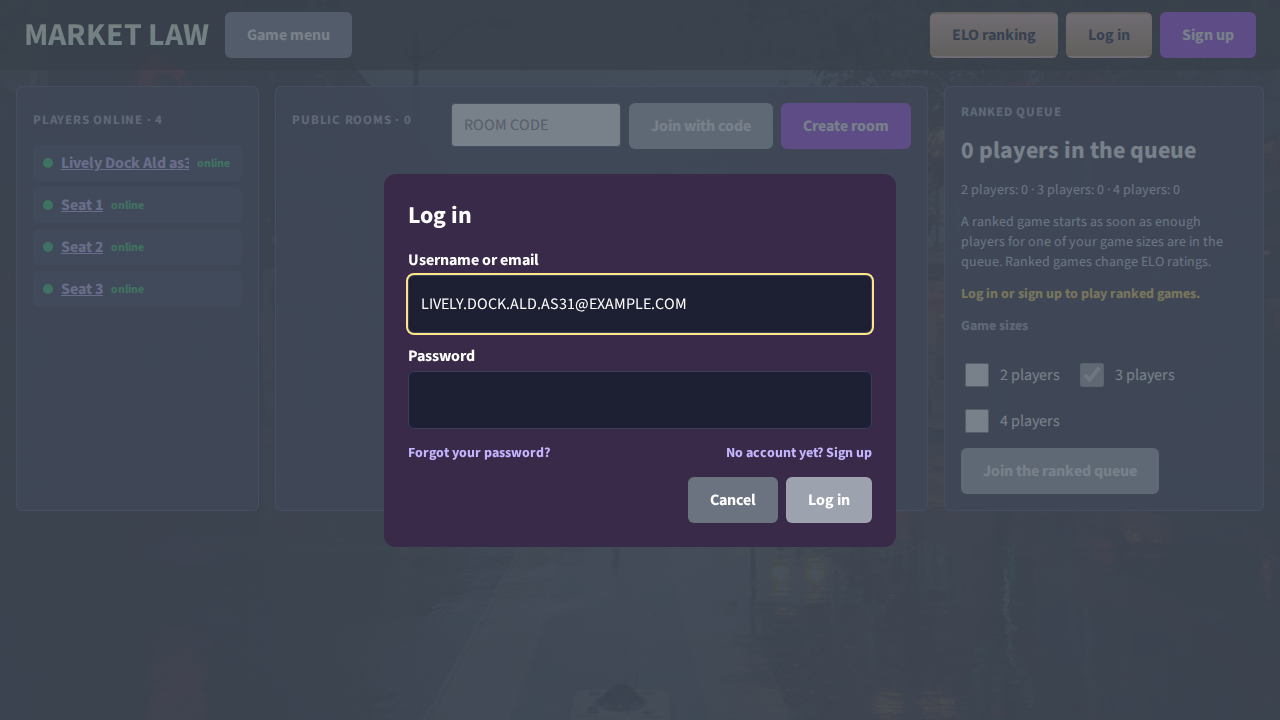 MARKET LAW
Game menu
ELO ranking
Log in
Sign up
PLAYERS ONLINE · 4
Lively Dock Ald as3 online
Seat 1 online
Seat 2 online
Seat 3 online
PUBLIC ROOMS · 0
ROOM CODE
Join with code
Create room
RANKED QUEUE
0 players in the queue
2 players: 0 · 3 players: 0 · 4 players: 0
A ranked game starts as soon as enough
players for one of your game sizes are in the
queue. Ranked games change ELO ratings.
Log in or sign up to play ranked games.
Game sizes
2 players
3 players
4 players
Join the ranked queue
Log in
Username or email
LIVELY.DOCK.ALD.AS31@EXAMPLE.COM
Password
Forgot your password?
No account yet? Sign up
Cancel
Log in